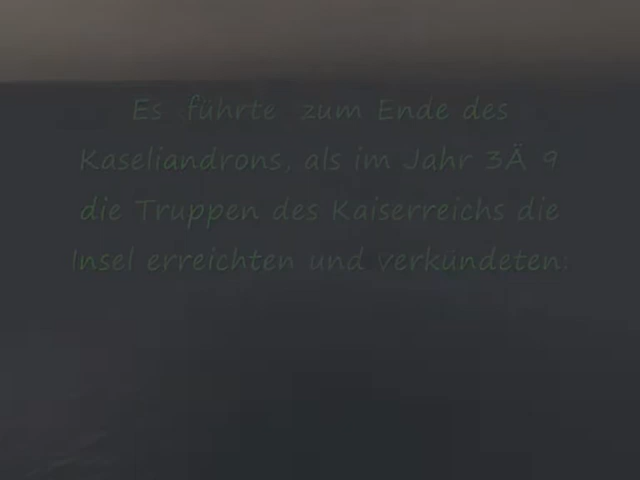 Es führte zum Ende des
Kaseliandrons, als im Jahr 3Ä 9
die Truppen des Kaiserreichs die
Insel erreichten und verkündeten: